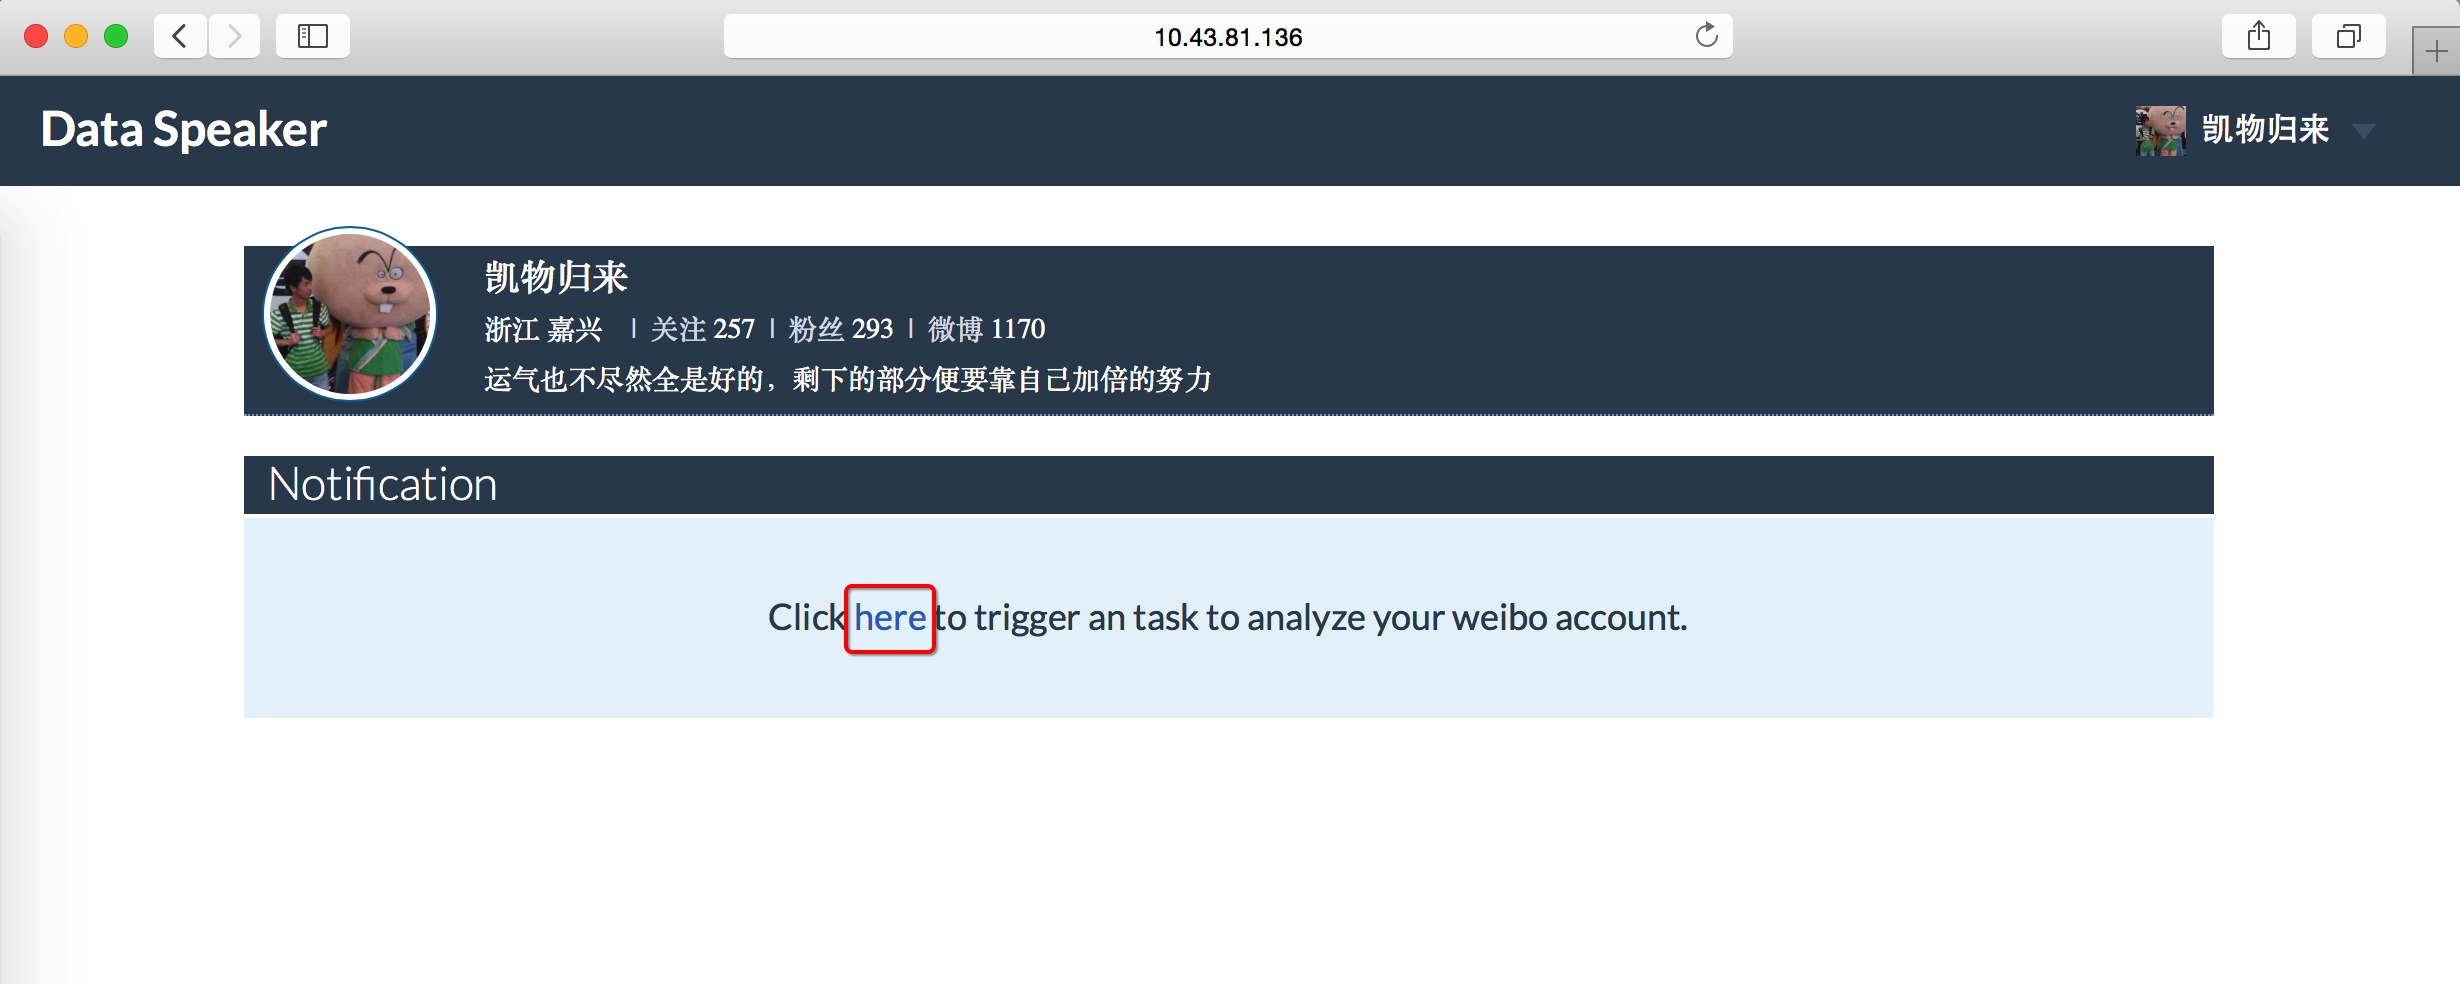 10.43.81.136
Data Speaker
凯物归来
凯物归来
浙江 嘉兴 | 关注 257 | 粉丝 293 | 微博 1170
运气也不尽然全是好的，剩下的部分便要靠自己加倍的努力
Notification
Click here to trigger an task to analyze your weibo account.